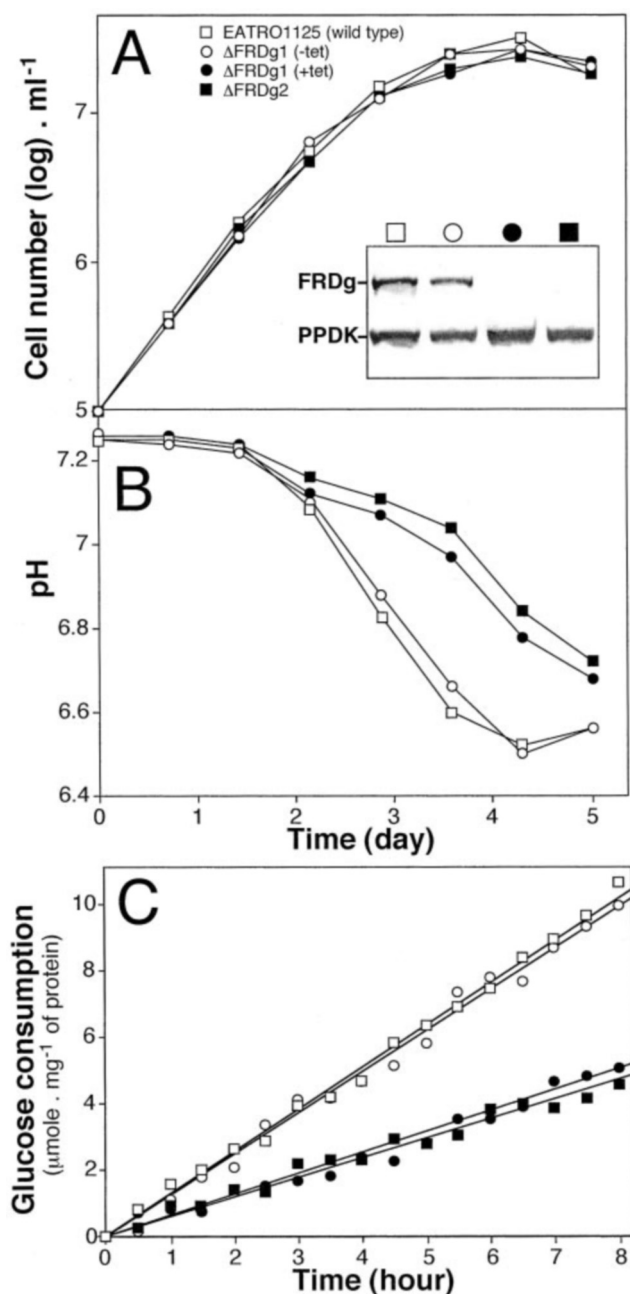 A
EATRO1125 (wild type)
ΔFRDg1 (-tet)
ΔFRDg1 (+tet)
ΔFRDg2
Cell number (log) . ml-1
7
6
5
FRDg
PPDK
B
pH
7.2
7
6.8
6.6
6.4
0 1 2 3 4 5
Time (day)
C
Glucose consumption
(μmole . mg-1 of protein)
10
8
6
4
2
0
0 1 2 3 4 5 6 7 8
Time (hour)